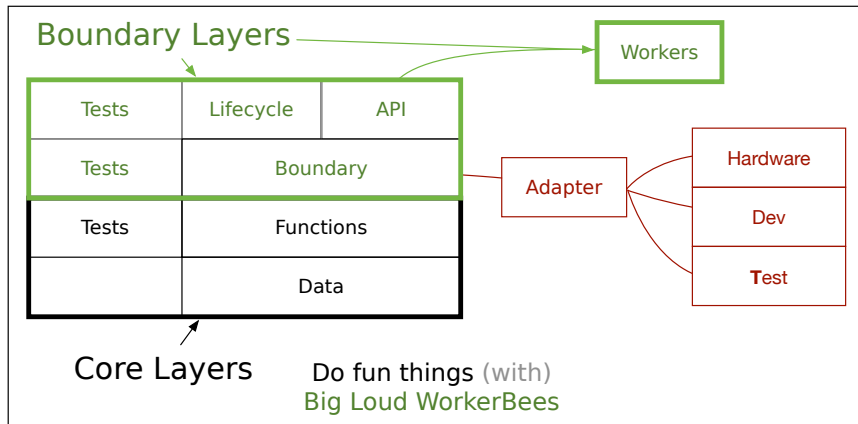 Boundary Layers
Workers
Tests Lifecycle API
Tests Boundary
Adapter
Hardware
Dev
Test
Tests Functions
Data
Core Layers
Do fun things (with)
Big Loud WorkerBees